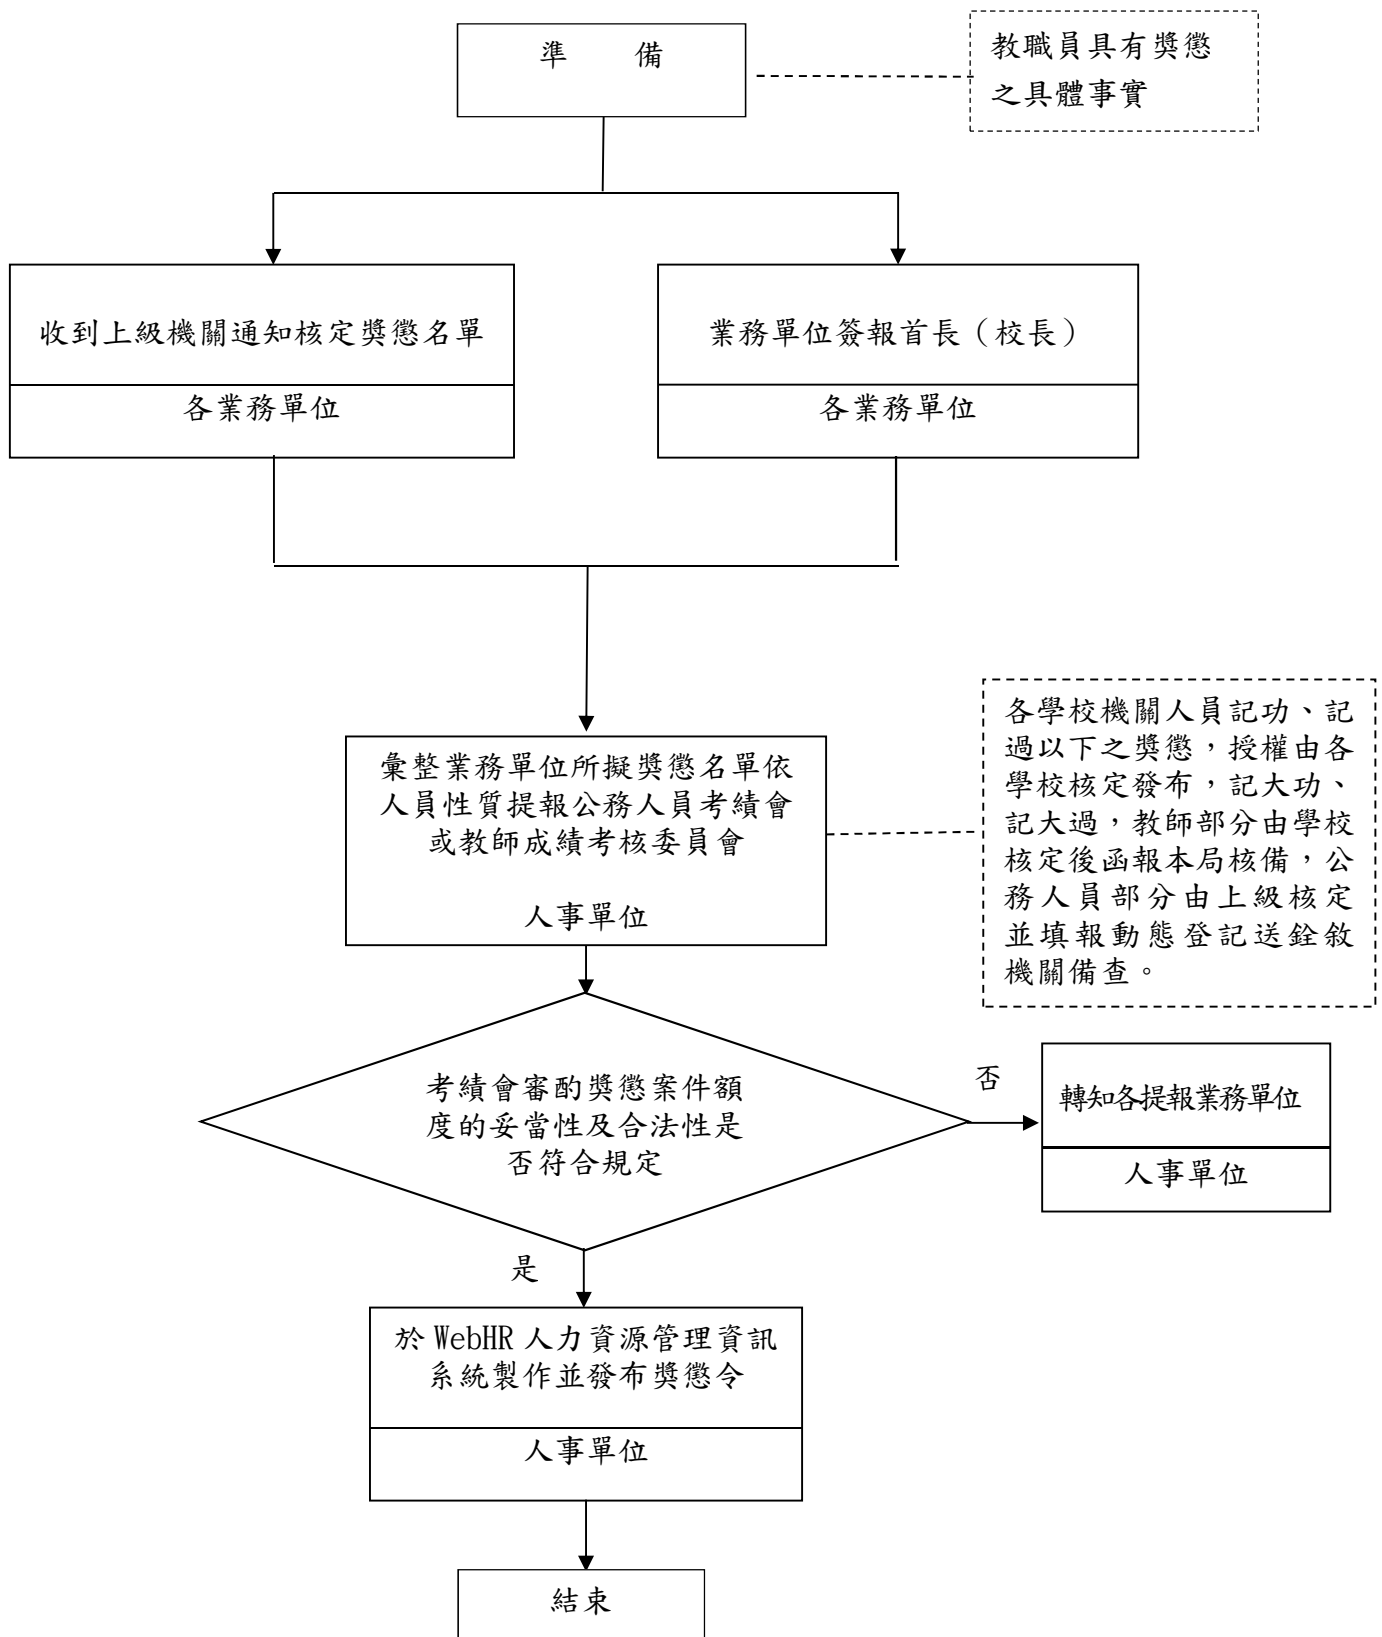 準　　備
教職員具有獎懲
之具體事實
收到上級機關通知核定獎懲名單
各業務單位
業務單位簽報首長（校長）
各業務單位
彙整業務單位所擬獎懲名單依
人員性質提報公務人員考績會
或教師成績考核委員會
人事單位
各學校機關人員記功、記
過以下之獎懲，授權由各
學校核定發布，記大功、
記大過，教師部分由學校
核定後函報本局核備，公
務人員部分由上級核定
並填報動態登記送銓敘
機關備查。
考績會審酌獎懲案件額
度的妥當性及合法性是
否符合規定
否
轉知各提報業務單位
人事單位
是
於 WebHR 人力資源管理資訊
系統製作並發布獎懲令
人事單位
結束